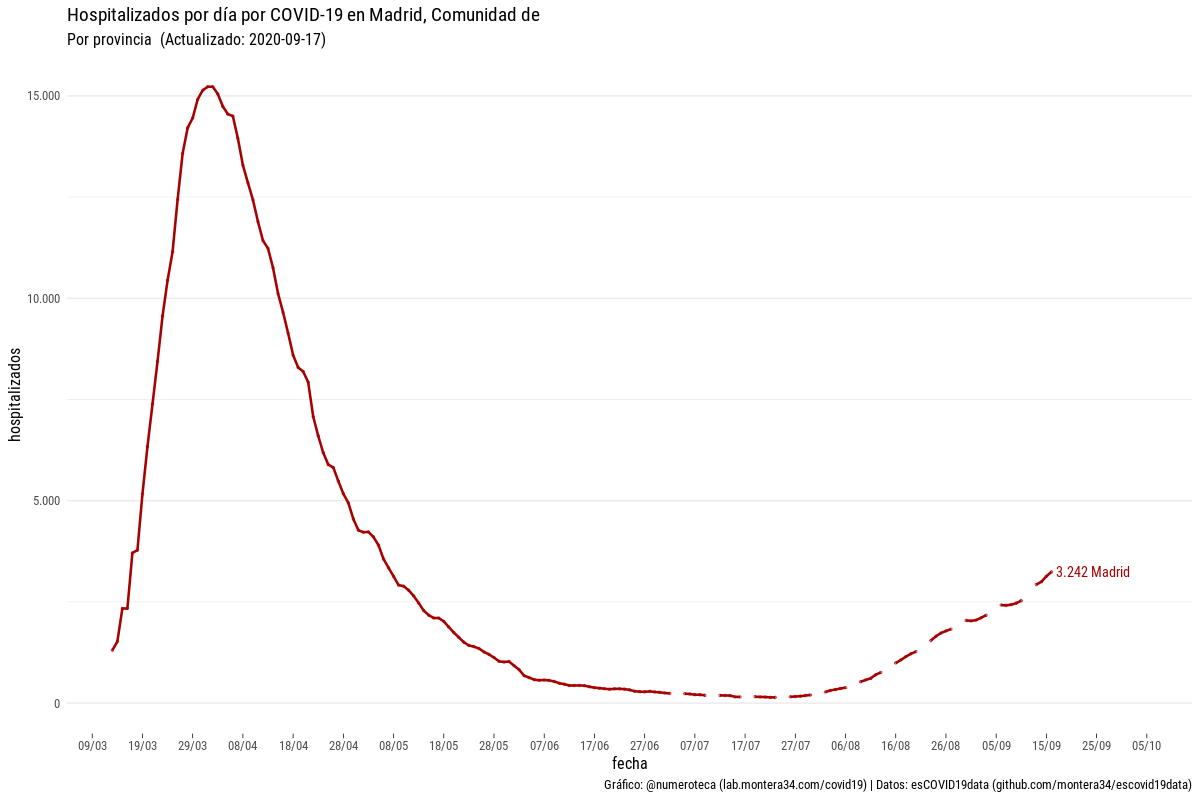 Hospitalizados por día por COVID-19 en Madrid, Comunidad de
Por provincia  (Actualizado: 2020-09-17)
hospitalizados
15.000
10.000
5.000
0
3.242 Madrid
09/03 19/03 29/03 08/04 18/04 28/04 08/05 18/05 28/05 07/06 17/06 27/06 07/07 17/07 27/07 06/08 16/08 26/08 05/09 15/09 25/09 05/10
fecha
Gráfico: @numeroteca (lab.montera34.com/covid19) | Datos: esCOVID19data (github.com/montera34/escovid19data)